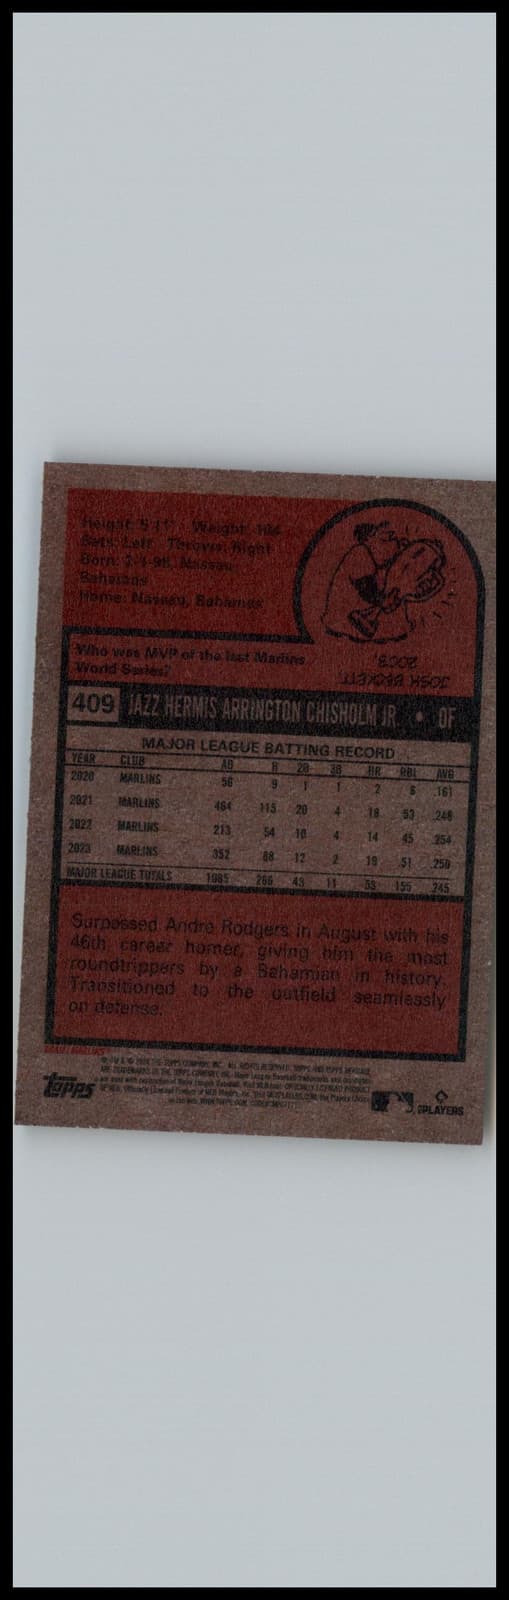 Height: 5'11" · Weight: 184
Bats: Left · Throws: Right
Born: 2-1-98, Nassau
Bahamas
Home: Nassau, Bahamas
Who was MVP of the last Marlins
World Series?
JOSH BECKETT,
2003.
409 JAZZ HERMIS ARRINGTON CHISHOLM JR. • OF
MAJOR LEAGUE BATTING RECORD
YEAR CLUB AB H 2B 3B HR RBI AVG
2020 MARLINS 56 9 1 1 2 6 .161
2021 MARLINS 464 115 20 4 18 53 .248
2022 MARLINS 213 54 10 4 14 45 .254
2023 MARLINS 352 88 12 2 19 51 .250
MAJOR LEAGUE TOTALS 1085 266 43 11 53 155 .245
Surpassed Andre Rodgers in August with his
46th career homer, giving him the most
roundtrippers by a Bahamian in history.
Transitioned to the outfield seamlessly
on defense.
topps
PLAYERS